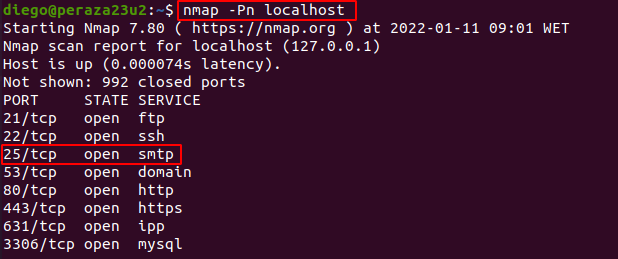 diego@peraza23u2:~$ nmap -Pn localhost
Starting Nmap 7.80 ( https://nmap.org ) at 2022-01-11 09:01 WET
Nmap scan report for localhost (127.0.0.1)
Host is up (0.000074s latency).
Not shown: 992 closed ports
PORT     STATE SERVICE
21/tcp   open  ftp
22/tcp   open  ssh
25/tcp   open  smtp
53/tcp   open  domain
80/tcp   open  http
443/tcp  open  https
631/tcp  open  ipp
3306/tcp open  mysql